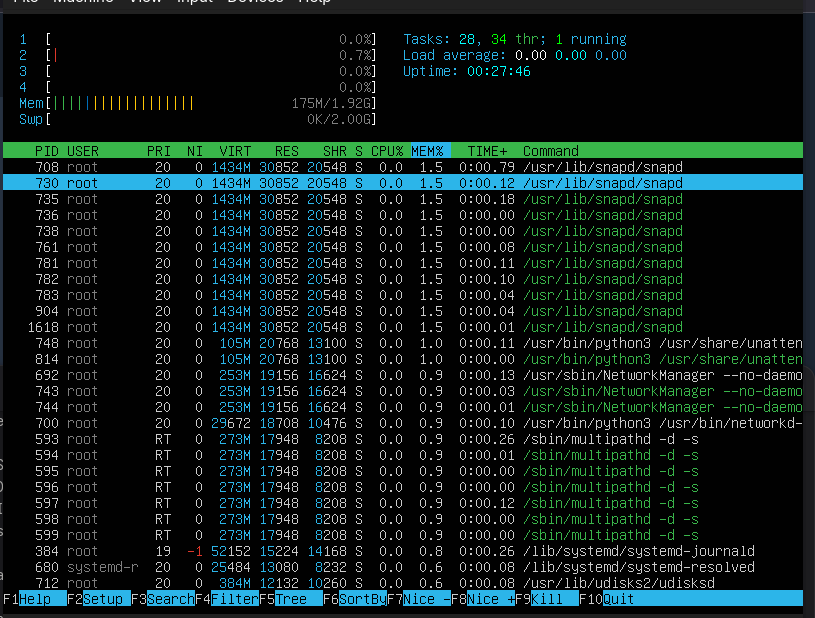 File Machine View Input Devices Help
1 [ 0.0%] Tasks: 28, 34 thr; 1 running
2 [| 0.7%] Load average: 0.00 0.00 0.00
3 [ 0.0%] Uptime: 00:27:46
4 [ 0.0%]
Mem[|||||||||||||||||| 175M/1.92G]
Swp[ 0K/2.00G]
PID USER PRI NI VIRT RES SHR S CPU% MEM% TIME+ Command
708 root 20 0 1434M 30852 20548 S 0.0 1.5 0:00.79 /usr/lib/snapd/snapd
730 root 20 0 1434M 30852 20548 S 0.0 1.5 0:00.12 /usr/lib/snapd/snapd
735 root 20 0 1434M 30852 20548 S 0.0 1.5 0:00.18 /usr/lib/snapd/snapd
736 root 20 0 1434M 30852 20548 S 0.0 1.5 0:00.00 /usr/lib/snapd/snapd
738 root 20 0 1434M 30852 20548 S 0.0 1.5 0:00.00 /usr/lib/snapd/snapd
761 root 20 0 1434M 30852 20548 S 0.0 1.5 0:00.08 /usr/lib/snapd/snapd
781 root 20 0 1434M 30852 20548 S 0.0 1.5 0:00.11 /usr/lib/snapd/snapd
782 root 20 0 1434M 30852 20548 S 0.0 1.5 0:00.10 /usr/lib/snapd/snapd
783 root 20 0 1434M 30852 20548 S 0.0 1.5 0:00.04 /usr/lib/snapd/snapd
904 root 20 0 1434M 30852 20548 S 0.0 1.5 0:00.04 /usr/lib/snapd/snapd
1618 root 20 0 1434M 30852 20548 S 0.0 1.5 0:00.01 /usr/lib/snapd/snapd
748 root 20 0 105M 20768 13100 S 0.0 1.0 0:00.11 /usr/bin/python3 /usr/share/unatten
814 root 20 0 105M 20768 13100 S 0.0 1.0 0:00.00 /usr/bin/python3 /usr/share/unatten
692 root 20 0 253M 19156 16624 S 0.0 0.9 0:00.13 /usr/sbin/NetworkManager --no-daemo
743 root 20 0 253M 19156 16624 S 0.0 0.9 0:00.03 /usr/sbin/NetworkManager --no-daemo
744 root 20 0 253M 19156 16624 S 0.0 0.9 0:00.01 /usr/sbin/NetworkManager --no-daemo
700 root 20 0 29672 18708 10476 S 0.0 0.9 0:00.10 /usr/bin/python3 /usr/bin/networkd-
593 root RT 0 273M 17948 8208 S 0.0 0.9 0:00.26 /sbin/multipathd -d -s
594 root RT 0 273M 17948 8208 S 0.0 0.9 0:00.01 /sbin/multipathd -d -s
595 root RT 0 273M 17948 8208 S 0.0 0.9 0:00.00 /sbin/multipathd -d -s
596 root RT 0 273M 17948 8208 S 0.0 0.9 0:00.00 /sbin/multipathd -d -s
597 root RT 0 273M 17948 8208 S 0.0 0.9 0:00.12 /sbin/multipathd -d -s
598 root RT 0 273M 17948 8208 S 0.0 0.9 0:00.00 /sbin/multipathd -d -s
599 root RT 0 273M 17948 8208 S 0.0 0.9 0:00.00 /sbin/multipathd -d -s
384 root 19 -1 52152 15224 14168 S 0.0 0.8 0:00.26 /lib/systemd/systemd-journald
680 systemd-r 20 0 25484 13080 8232 S 0.0 0.6 0:00.08 /lib/systemd/systemd-resolved
712 root 20 0 384M 12132 10260 S 0.0 0.6 0:00.08 /usr/lib/udisks2/udisksd
F1Help F2Setup F3SearchF4FilterF5Tree F6SortByF7Nice -F8Nice +F9Kill F10Quit